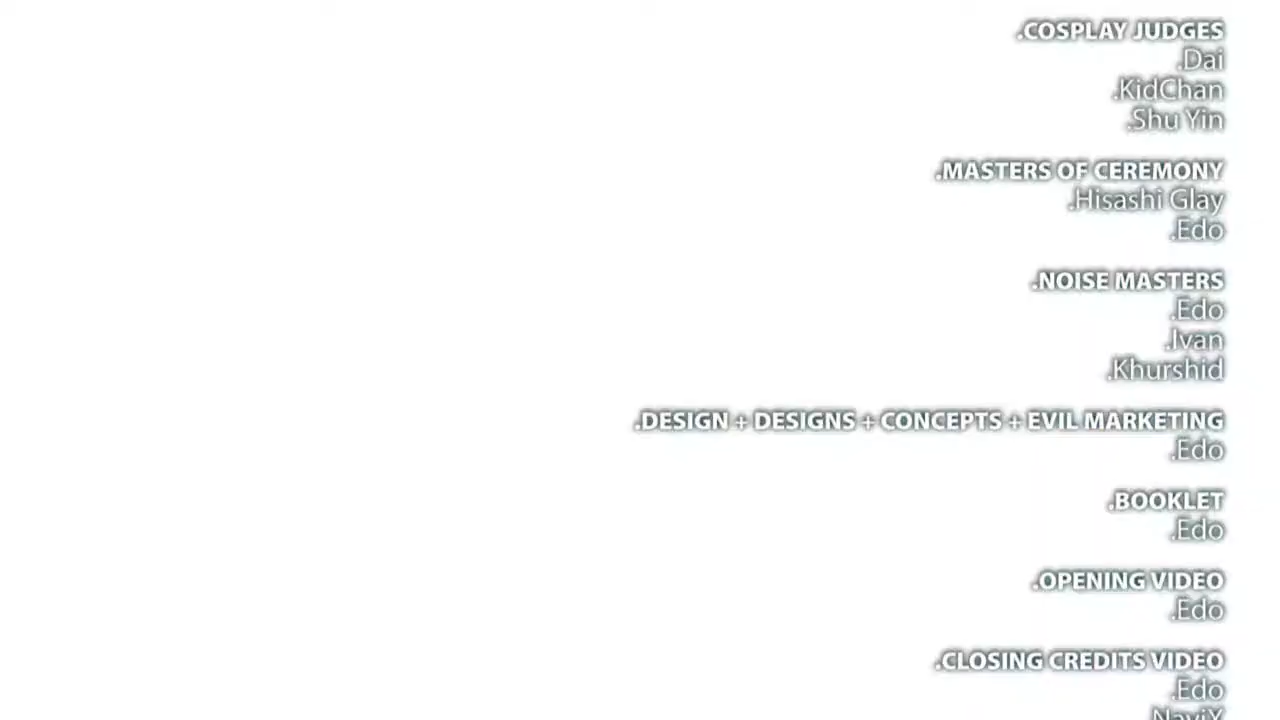 .COSPLAY JUDGES
.Dai
.KidChan
.Shu Yin
.MASTERS OF CEREMONY
.Hisashi Glay
.Edo
.NOISE MASTERS
.Edo
.Ivan
.Khurshid
.DESIGN + DESIGNS + CONCEPTS + EVIL MARKETING
.Edo
.BOOKLET
.Edo
.OPENING VIDEO
.Edo
.CLOSING CREDITS VIDEO
.Edo
.NaviX